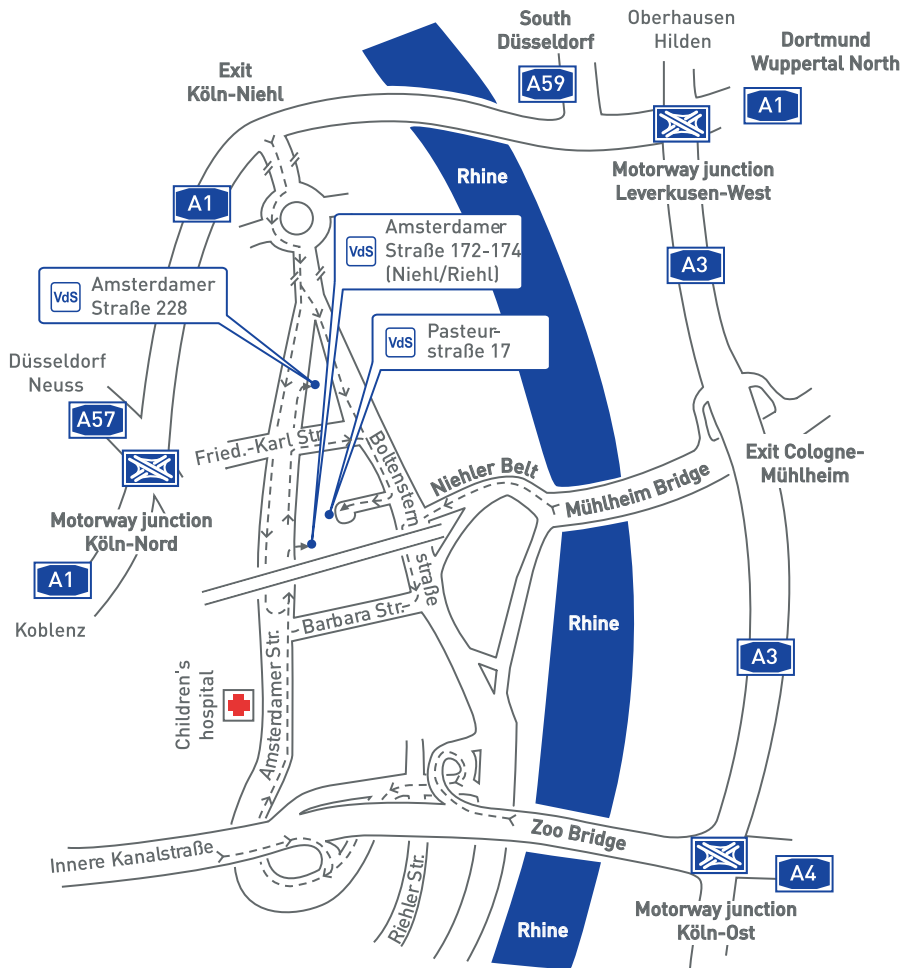 South
Düsseldorf
Oberhausen
Hilden
Dortmund
Wuppertal North
Exit
Köln-Niehl
A59
A1
Motorway junction
Leverkusen-West
Rhine
A1
VdS
Amsterdamer
Straße 172-174
(Niehl/Riehl)
A3
VdS
Amsterdamer
Straße 228
VdS
Pasteur-
straße 17
Düsseldorf
Neuss
A57
Fried.-Karl Str.
Boltenstern
straße
Niehler Belt
Mühlheim Bridge
Exit Cologne-
Mühlheim
Motorway junction
Köln-Nord
A1
Koblenz
Barbara Str.
Rhine
A3
Children's
hospital
Amsterdamer Str.
Innere Kanalstraße
Zoo Bridge
Riehler Str.
A4
Motorway junction
Köln-Ost
Rhine